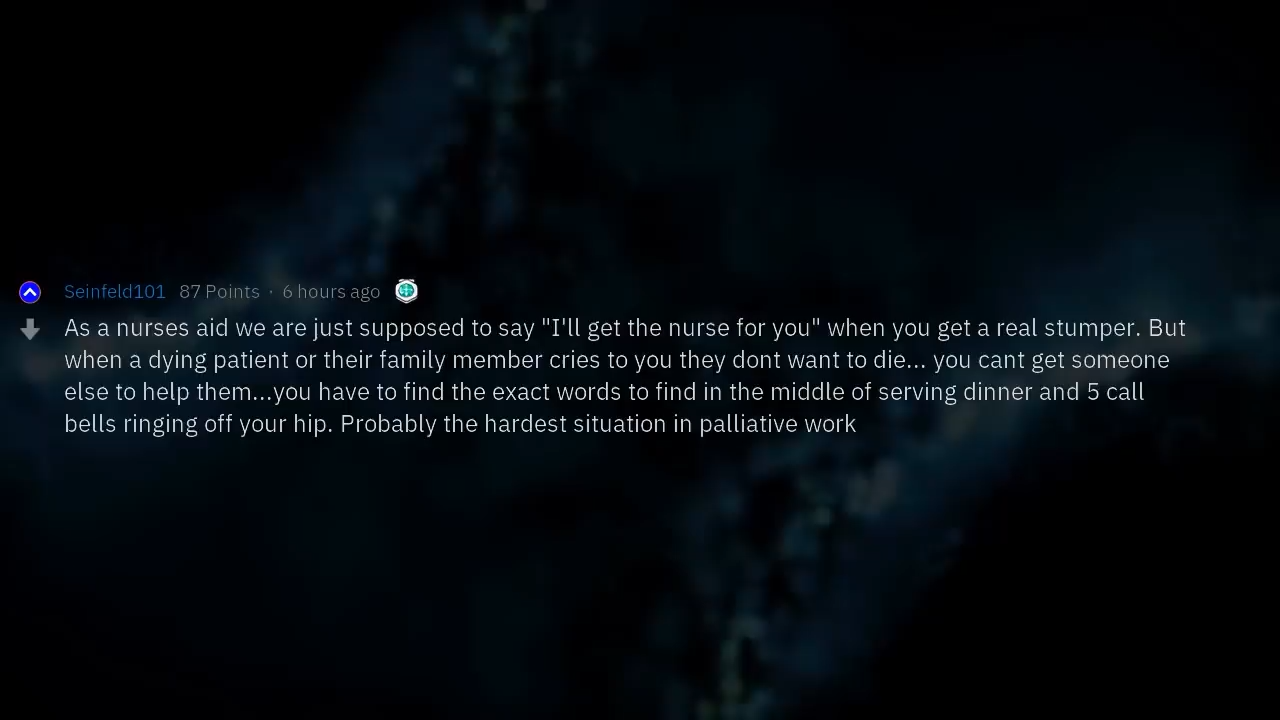 Seinfeld101 87 Points · 6 hours ago
As a nurses aid we are just supposed to say "I'll get the nurse for you" when you get a real stumper. But
when a dying patient or their family member cries to you they dont want to die... you cant get someone
else to help them...you have to find the exact words to find in the middle of serving dinner and 5 call
bells ringing off your hip. Probably the hardest situation in palliative work